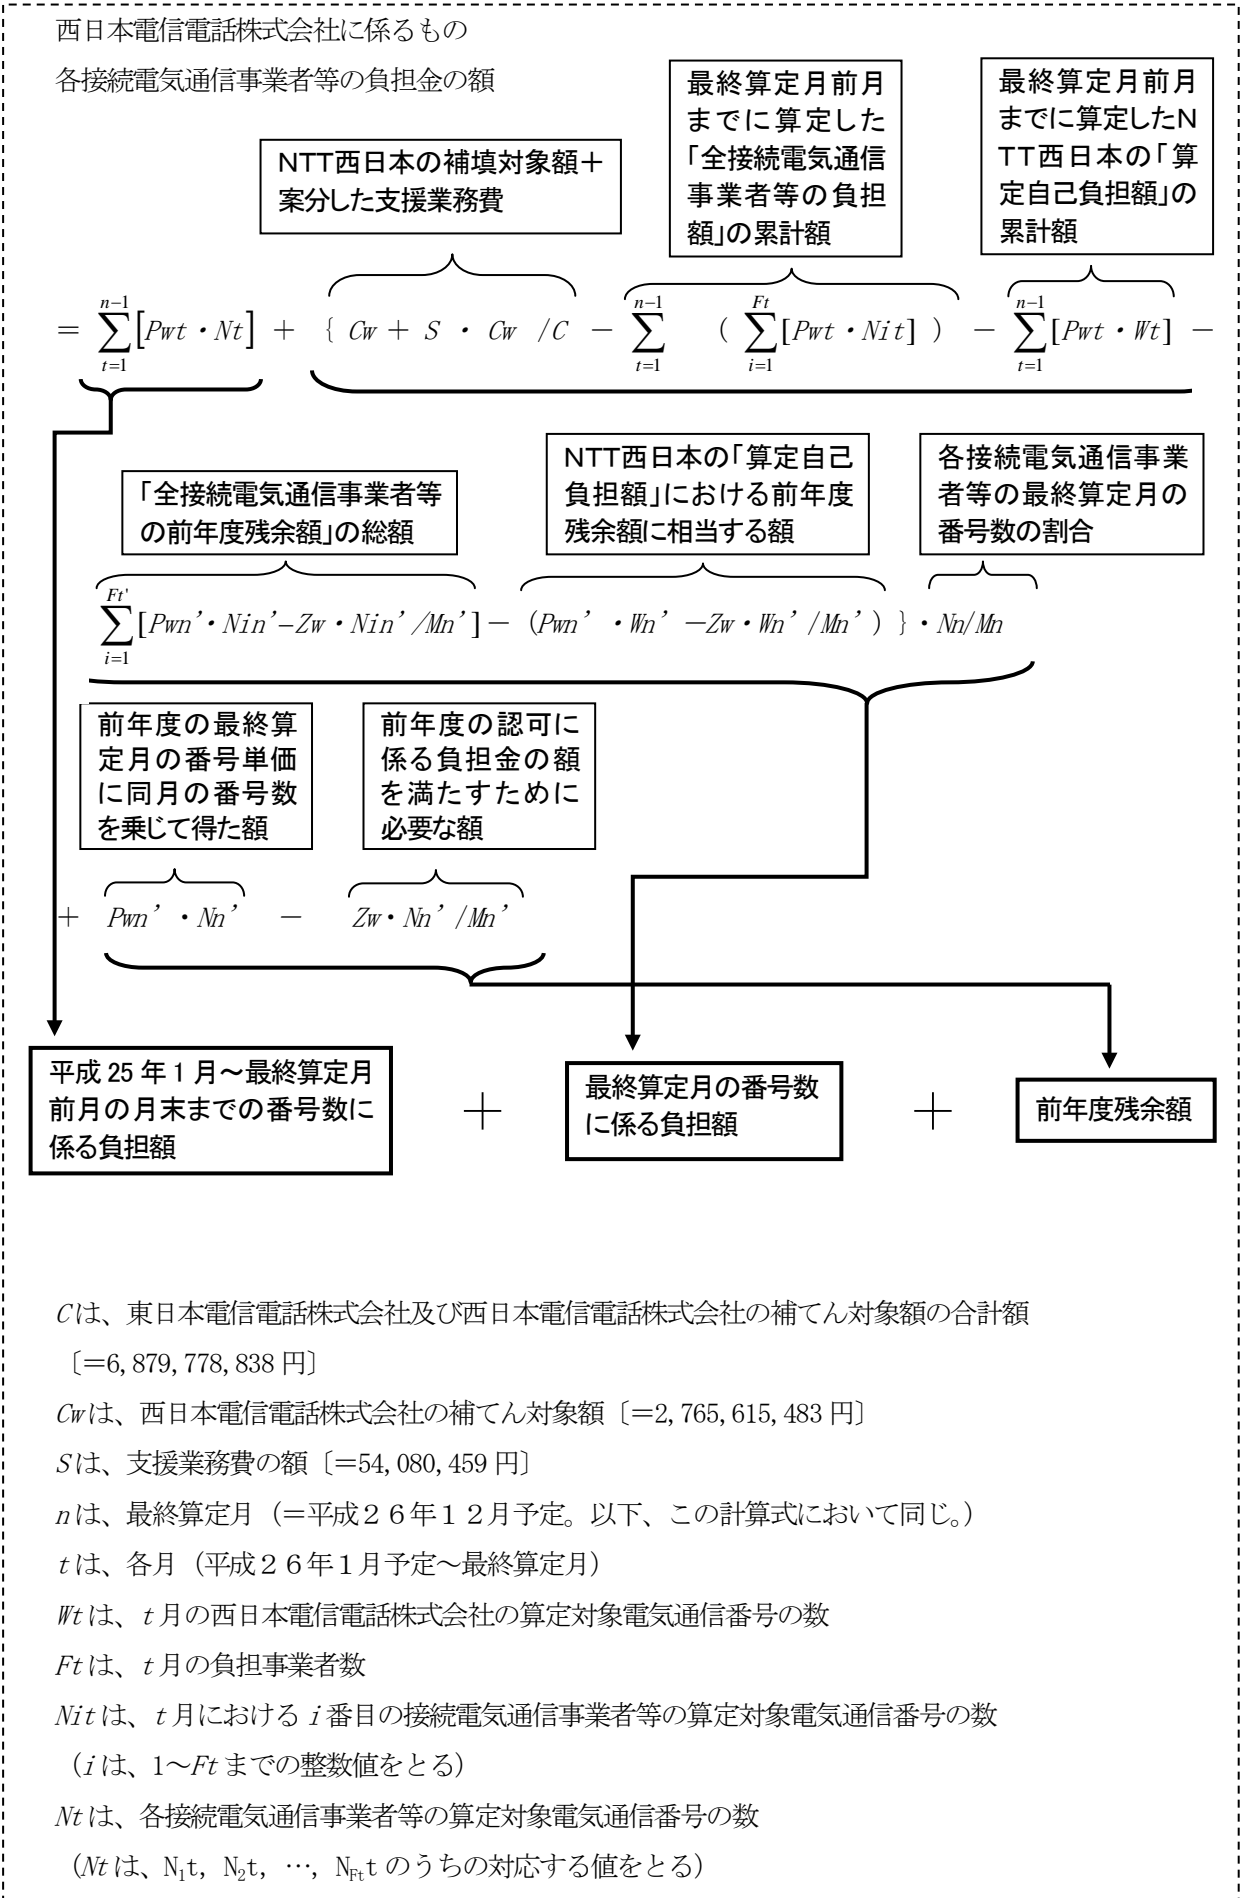 西日本電信電話株式会社に係るもの
各接続電気通信事業者等の負担金の額
NTT西日本の補填対象額＋
案分した支援業務費
最終算定月前月
までに算定した
「全接続電気通信
事業者等の負担
額」の累計額
最終算定月前月
までに算定したN
TT西日本の「算
定自己負担額」の
累計額
= \sum_{t=1}^{n-1}[Pwt・Nt] + { Cw + S ・ Cw /C － \sum_{t=1}^{n-1} ( \sum_{i=1}^{Ft}[Pwt・Nit] ) － \sum_{t=1}^{n-1}[Pwt・Wt] －
「全接続電気通信事業者等
の前年度残余額」の総額
NTT西日本の「算定自己
負担額」における前年度
残余額に相当する額
各接続電気通信事業
者等の最終算定月の
番号数の割合
\sum_{i=1}^{Ft'}[Pwn’・Nin’−Zw・Nin’/Mn’]－ (Pwn’ ・Wn’ −Zw・Wn’/Mn’) }・Nn/Mn
前年度の最終算
定月の番号単価
に同月の番号数
を乗じて得た額
前年度の認可に
係る負担金の額
を満たすために
必要な額
＋ Pwn’ ・Nn’ － Zw・Nn’/Mn’
平成 25 年 1 月～最終算定月
前月の月末までの番号数に
係る負担額
＋
最終算定月の番号数
に係る負担額
＋
前年度残余額
Cは、東日本電信電話株式会社及び西日本電信電話株式会社の補てん対象額の合計額
〔＝6,879,778,838 円〕
Cwは、西日本電信電話株式会社の補てん対象額〔＝2,765,615,483 円〕
Sは、支援業務費の額〔＝54,080,459 円〕
nは、最終算定月（＝平成２６年１２月予定。以下、この計算式において同じ。）
tは、各月（平成２６年１月予定～最終算定月）
Wtは、t月の西日本電信電話株式会社の算定対象電気通信番号の数
Ftは、t月の負担事業者数
Nitは、t月におけるi番目の接続電気通信事業者等の算定対象電気通信番号の数
（iは、1～Ftまでの整数値をとる）
Ntは、各接続電気通信事業者等の算定対象電気通信番号の数
（Ntは、N₁t, N₂t, …, N_{Ft}t のうちの対応する値をとる）